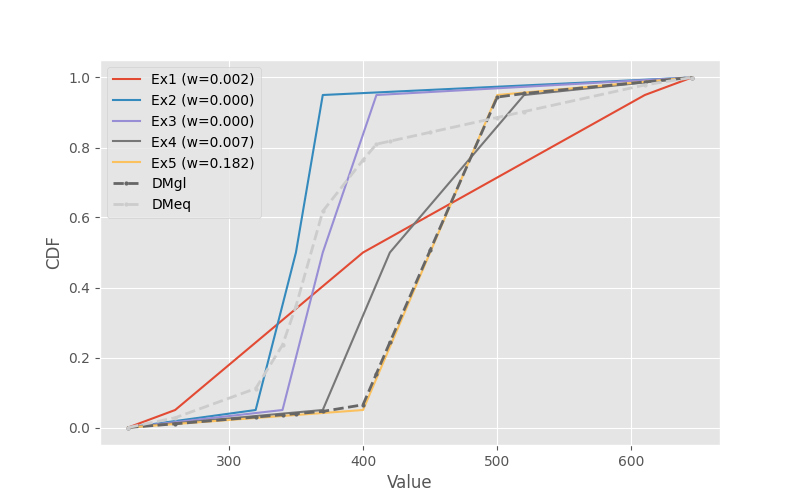 Ex1 (w=0.002)
Ex2 (w=0.000)
Ex3 (w=0.000)
Ex4 (w=0.007)
Ex5 (w=0.182)
DMgl
DMeq
1.0
0.8
0.6
0.4
0.2
0.0
CDF
300 400 500 600
Value